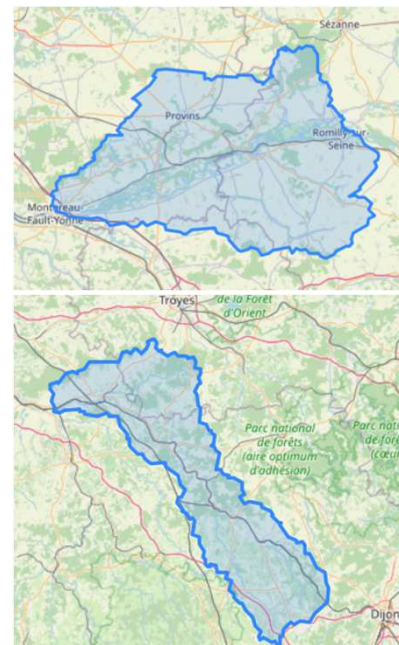 Sézanne
Provins
Romilly-sur-
Seine
Montereau-
Fault-Yonne
Troyes
de la Forêt
d'Orient
Parc national
de forêts
(aire optimum
d'adhésion)
Parc nati
de forê
(cœu
Dijon